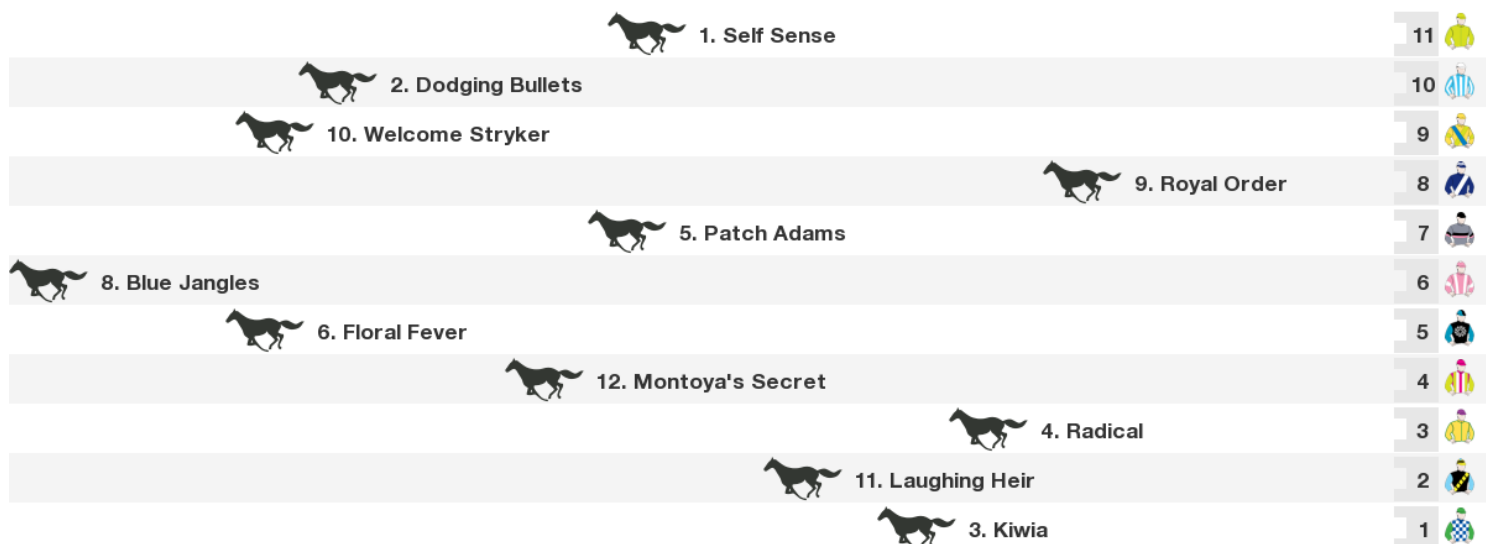 1. Self Sense 11
2. Dodging Bullets 10
10. Welcome Stryker 9
9. Royal Order 8
5. Patch Adams 7
8. Blue Jangles 6
6. Floral Fever 5
12. Montoya's Secret 4
4. Radical 3
11. Laughing Heir 2
3. Kiwia 1